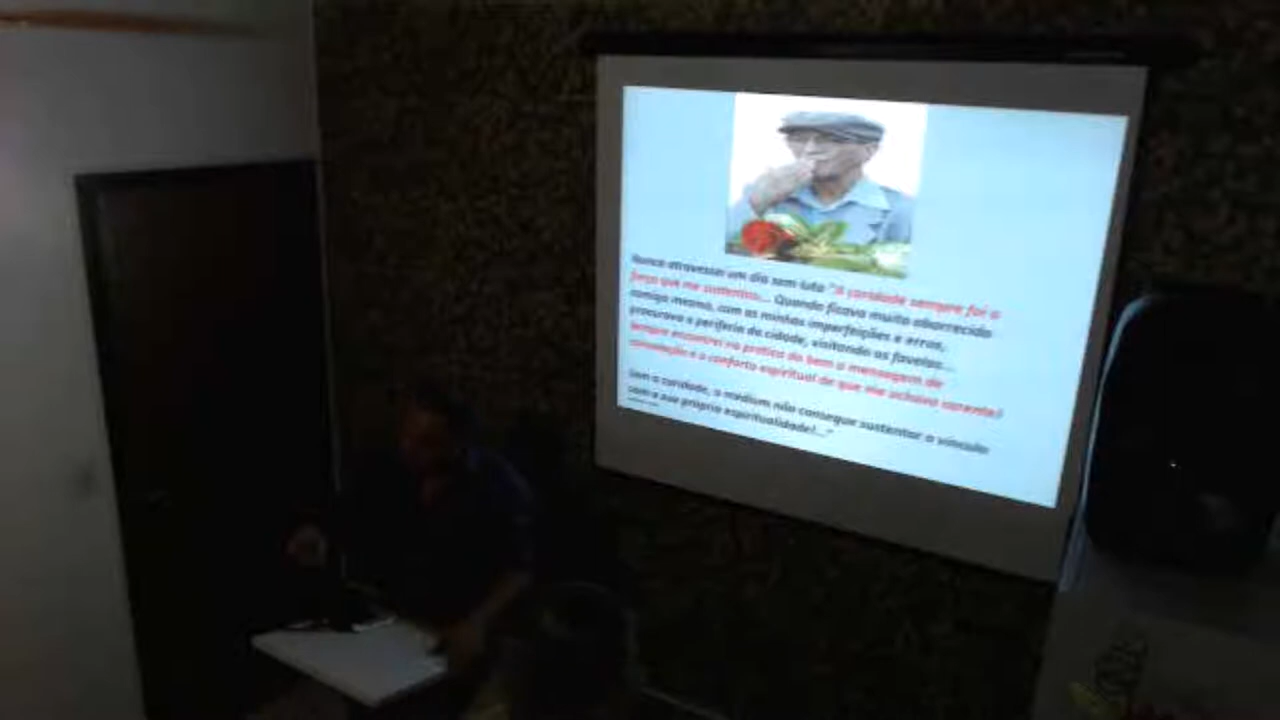 Nunca atravessei um dia sem luta "A caridade sempre foi a
força que me sustentou... Quando ficava muito aborrecido
comigo mesmo, com as minhas imperfeições e erros,
procurava a periferia da cidade, visitando as favelas...
Sempre encontrei na prática do bem a mensagem de
consolação e o conforto espiritual de que me achava carente!
Sem a caridade, o médium não consegue sustentar o vínculo
com a sua própria espiritualidade!..."